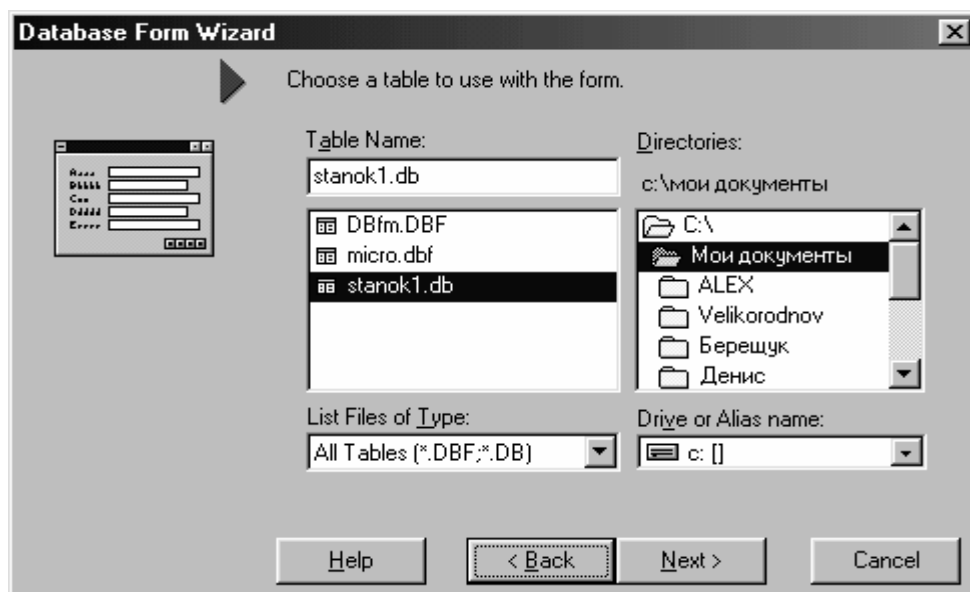 Database Form Wizard
Choose a table to use with the form.
Table Name:
stanok1.db
DBfm.DBF
micro.dbf
stanok1.db
List Files of Type:
All Tables (*.DBF;*.DB)
Directories:
c:\мои документы
C:\
Мои документы
ALEX
Velikorodnov
Берещук
Денис
Drive or Alias name:
c: []
Help
< Back
Next >
Cancel